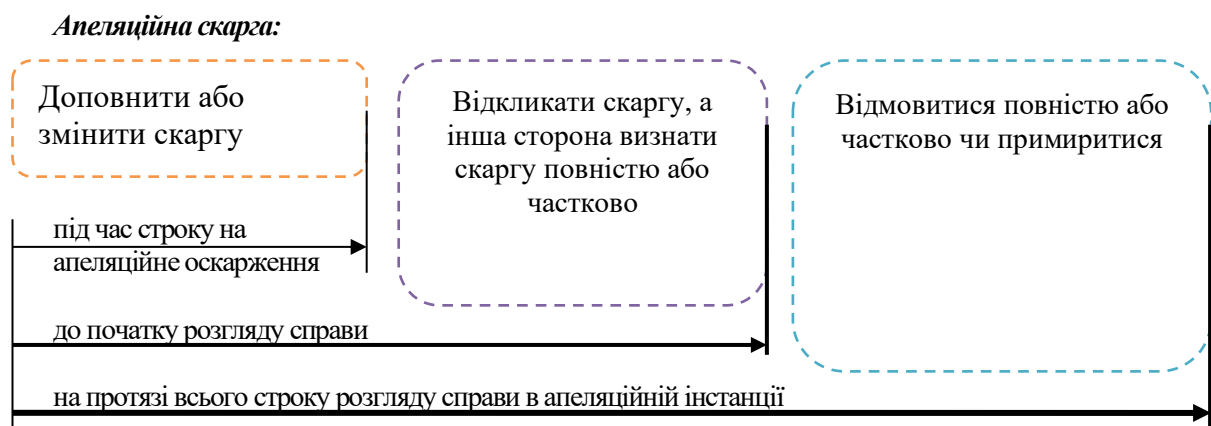 Апеляційна скарга:
Доповнити або
змінити скаргу
Відкликати скаргу, а
інша сторона визнати
скаргу повністю або
частково
Відмовитися повністю або
частково чи примиритися
під час строку на
апеляційне оскарження
до початку розгляду справи
на протязі всього строку розгляду справи в апеляційній інстанції